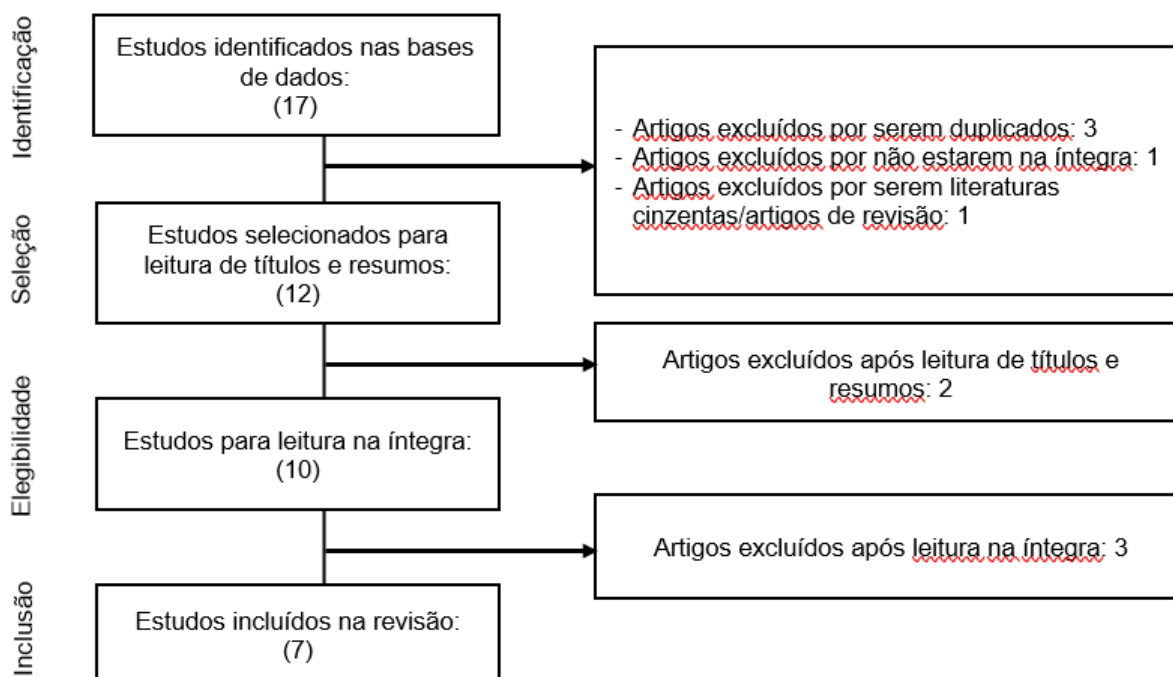 Identificação
Estudos identificados nas bases
de dados:
(17)
- Artigos excluídos por serem duplicados: 3
- Artigos excluídos por não estarem na íntegra: 1
- Artigos excluídos por serem literaturas
cinzentas/artigos de revisão: 1
Seleção
Estudos selecionados para
leitura de títulos e resumos:
(12)
Artigos excluídos após leitura de títulos e
resumos: 2
Elegibilidade
Estudos para leitura na íntegra:
(10)
Artigos excluídos após leitura na íntegra: 3
Inclusão
Estudos incluídos na revisão:
(7)